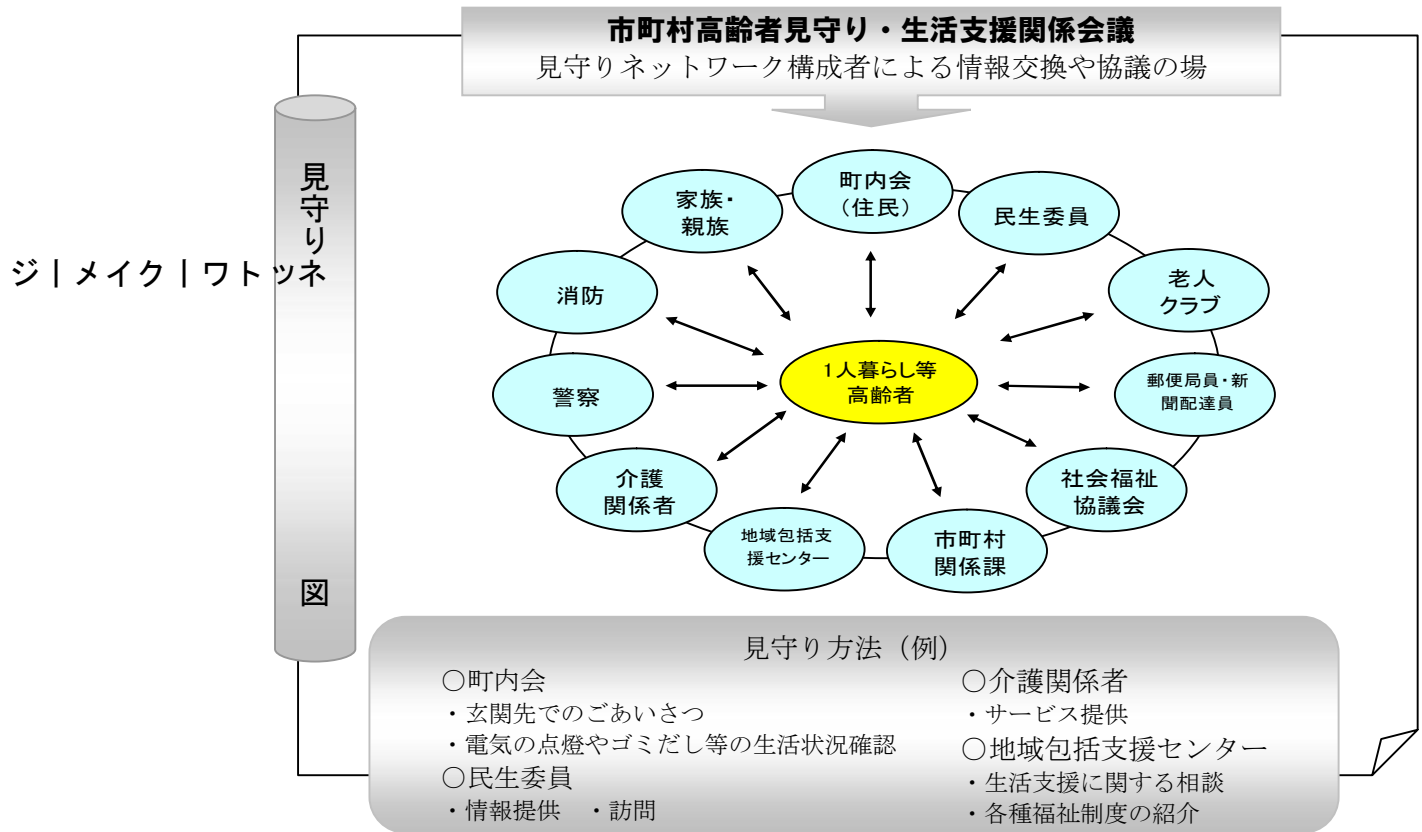 市町村高齢者見守り・生活支援関係会議
見守りネットワーク構成者による情報交換や協議の場
見守りネットワークイメージ図
町内会
（住民）
家族・
親族
民生委員
消防
老人
クラブ
1人暮らし等
高齢者
警察
郵便局員・新
聞配達員
介護
関係者
社会福祉
協議会
地域包括支
援センター
市町村
関係課
見守り方法（例）
○町内会
・玄関先でのごあいさつ
・電気の点燈やゴミだし等の生活状況確認
○民生委員
・情報提供　・訪問
○介護関係者
・サービス提供
○地域包括支援センター
・生活支援に関する相談
・各種福祉制度の紹介